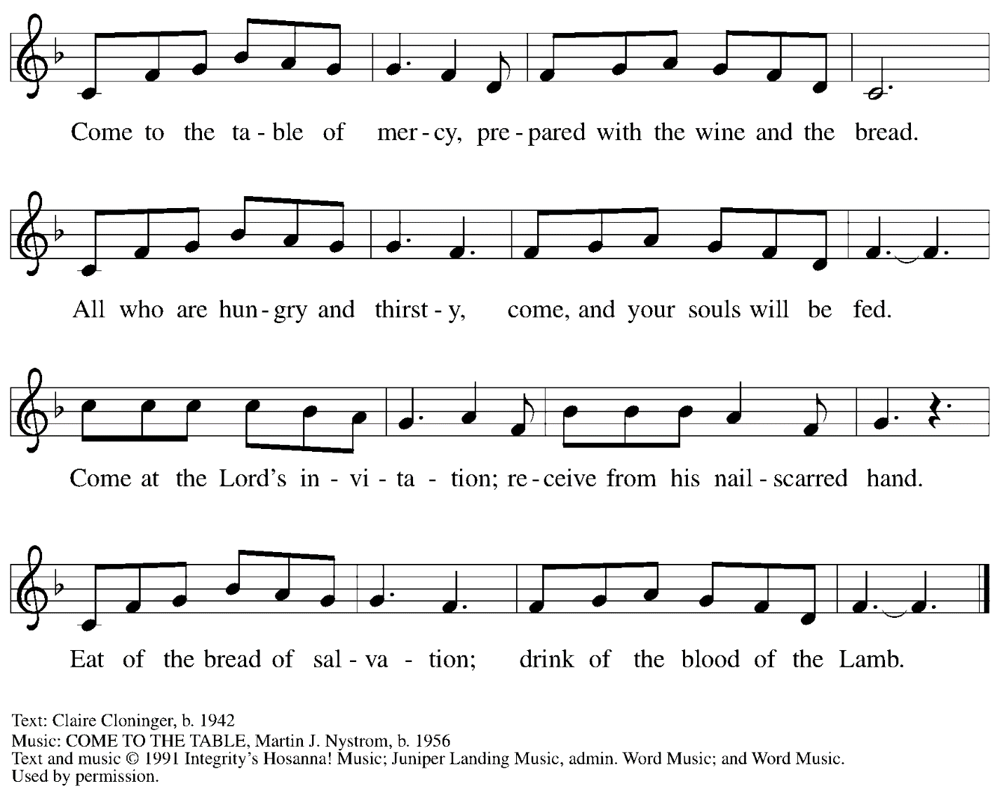 Come to the ta - ble of mer - cy, pre - pared with the wine and the bread.
All who are hun - gry and thirst - y, come, and your souls will be fed.
Come at the Lord's in - vi - ta - tion; re - ceive from his nail - scarred hand.
Eat of the bread of sal - va - tion; drink of the blood of the Lamb.
Text: Claire Cloninger, b. 1942
Music: COME TO THE TABLE, Martin J. Nystrom, b. 1956
Text and music © 1991 Integrity's Hosanna! Music; Juniper Landing Music, admin. Word Music; and Word Music.
Used by permission.